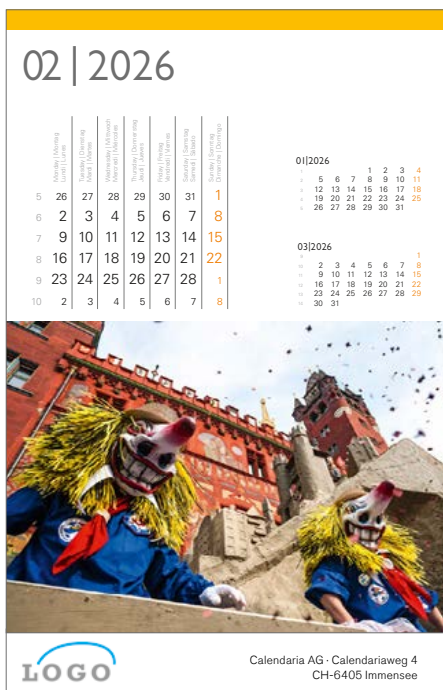 02 | 2026
Monday | Montag
Lundi | Lunes
Tuesday | Dienstag
Mardi | Martes
Wednesday | Mittwoch
Mercredi | Miércoles
Thursday | Donnerstag
Jeudi | Jueves
Friday | Freitag
Vendredi | Viernes
Saturday | Samstag
Samedi | Sábado
Sunday | Sonntag
Dimanche | Domingo
5 26 27 28 29 30 31 1
6 2 3 4 5 6 7 8
7 9 10 11 12 13 14 15
8 16 17 18 19 20 21 22
9 23 24 25 26 27 28 1
10 2 3 4 5 6 7 8
01|2026
1 2 3 4
5 6 7 8 9 10 11
12 13 14 15 16 17 18
19 20 21 22 23 24 25
26 27 28 29 30 31
03|2026
1
2 3 4 5 6 7 8
9 10 11 12 13 14 15
16 17 18 19 20 21 22
23 24 25 26 27 28 29
30 31
LOGO
Calendaria AG · Calendariaweg 4
CH-6405 Immensee